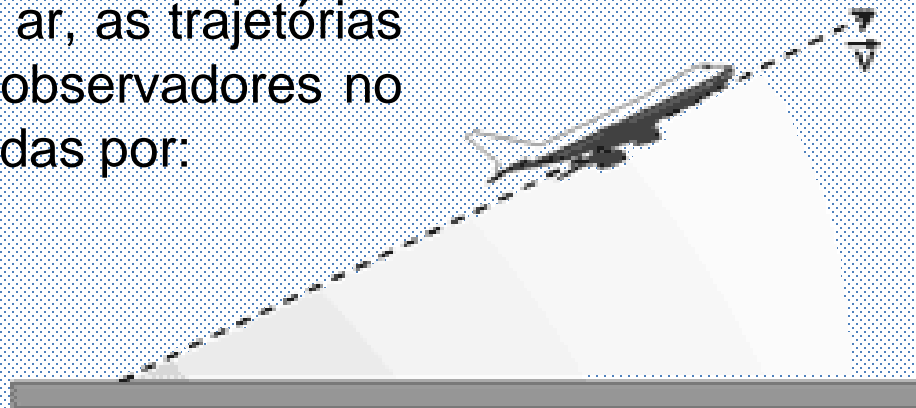 ar, as trajetórias
observadores no
das por:
V